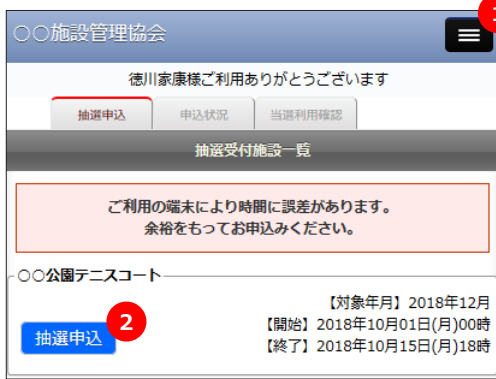 ○○施設管理協会
1
徳川家康様ご利用ありがとうございます
抽選申込 申込状況 当選利用確認
抽選受付施設一覧
ご利用の端末により時間に誤差があります。
余裕をもってお申込みください。
○○公園テニスコート
【対象年月】2018年12月
2
抽選申込
【開始】2018年10月01日(月)00時
【終了】2018年10月15日(月)18時